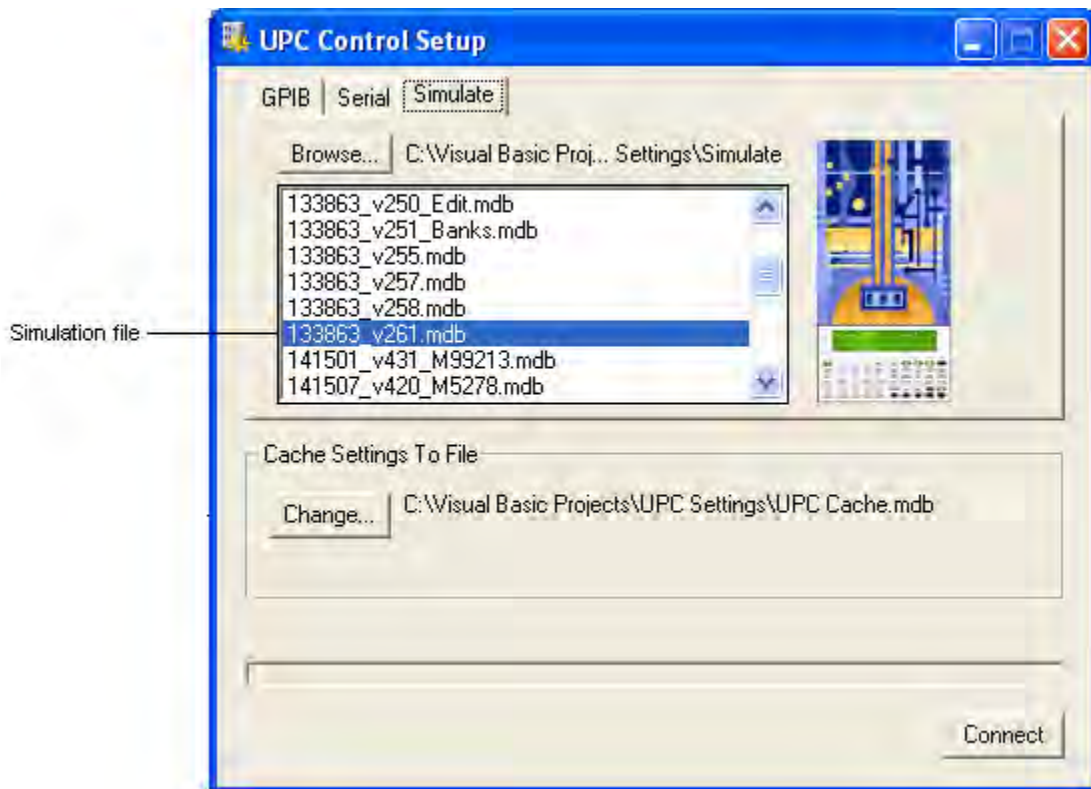 UPC Control Setup
GPIB Serial Simulate
Browse... C:\Visual Basic Proj... Settings\Simulate
133863_v250_Edit.mdb
133863_v251_Banks.mdb
133863_v255.mdb
133863_v257.mdb
133863_v258.mdb
Simulation file
133863_v261.mdb
141501_v431_M99213.mdb
141507_v420_M5278.mdb
Cache Settings To File
Change... C:\Visual Basic Projects\UPC Settings\UPC Cache.mdb
Connect